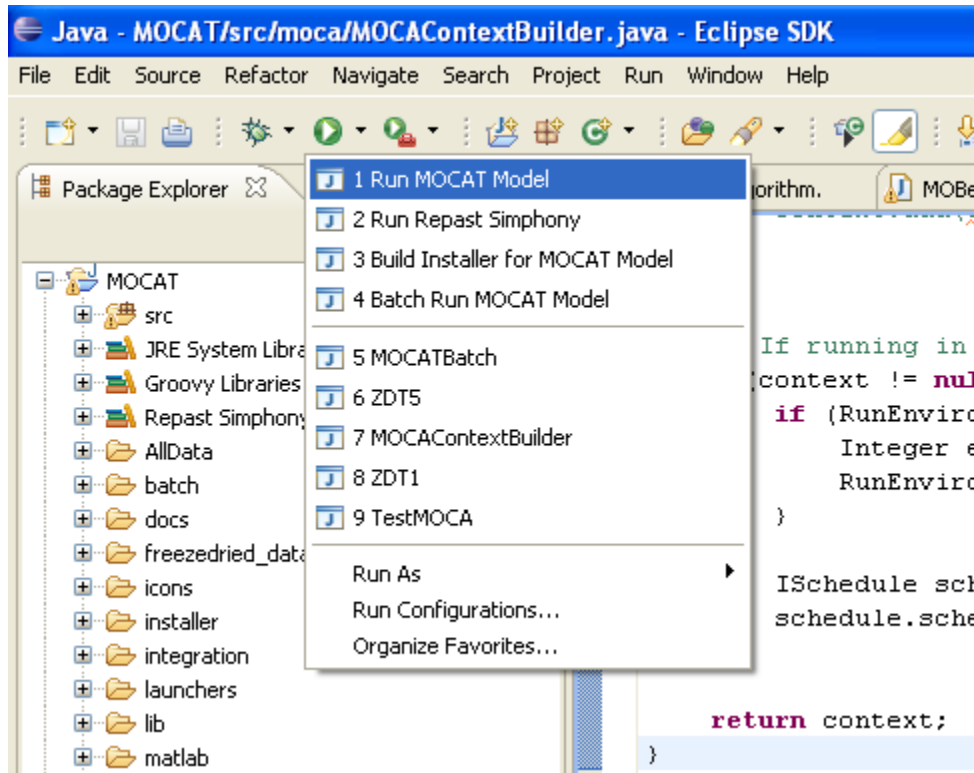 Java - MOCAT/src/moca/MOCAContextBuilder.java - Eclipse SDK
File Edit Source Refactor Navigate Search Project Run Window Help
Package Explorer
1 Run MOCAT Model
2 Run Repast Simphony
3 Build Installer for MOCAT Model
4 Batch Run MOCAT Model
5 MOCATBatch
6 ZDT5
7 MOCAContextBuilder
8 ZDT1
9 TestMOCA
Run As
Run Configurations...
Organize Favorites...
MOCAT
src
JRE System Libra
Groovy Libraries
Repast Simphony
AllData
batch
docs
freezedried_data
icons
installer
integration
launchers
lib
matlab
orithm.
MOBe
If running in
(context != nul
if (RunEnviro
Integer e
RunEnviro
}
ISchedule sch
schedule.sche
return context;
}